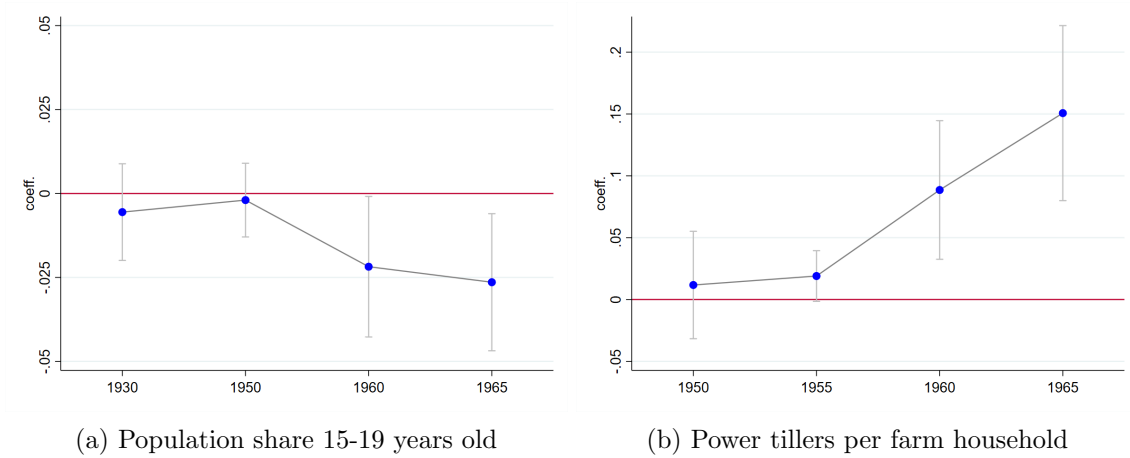 .05
.025
0
-.025
-.05
coeff.
1930 1950 1960 1965
(a) Population share 15-19 years old
.2
.15
.1
.05
0
-.05
coeff.
1950 1955 1960 1965
(b) Power tillers per farm household